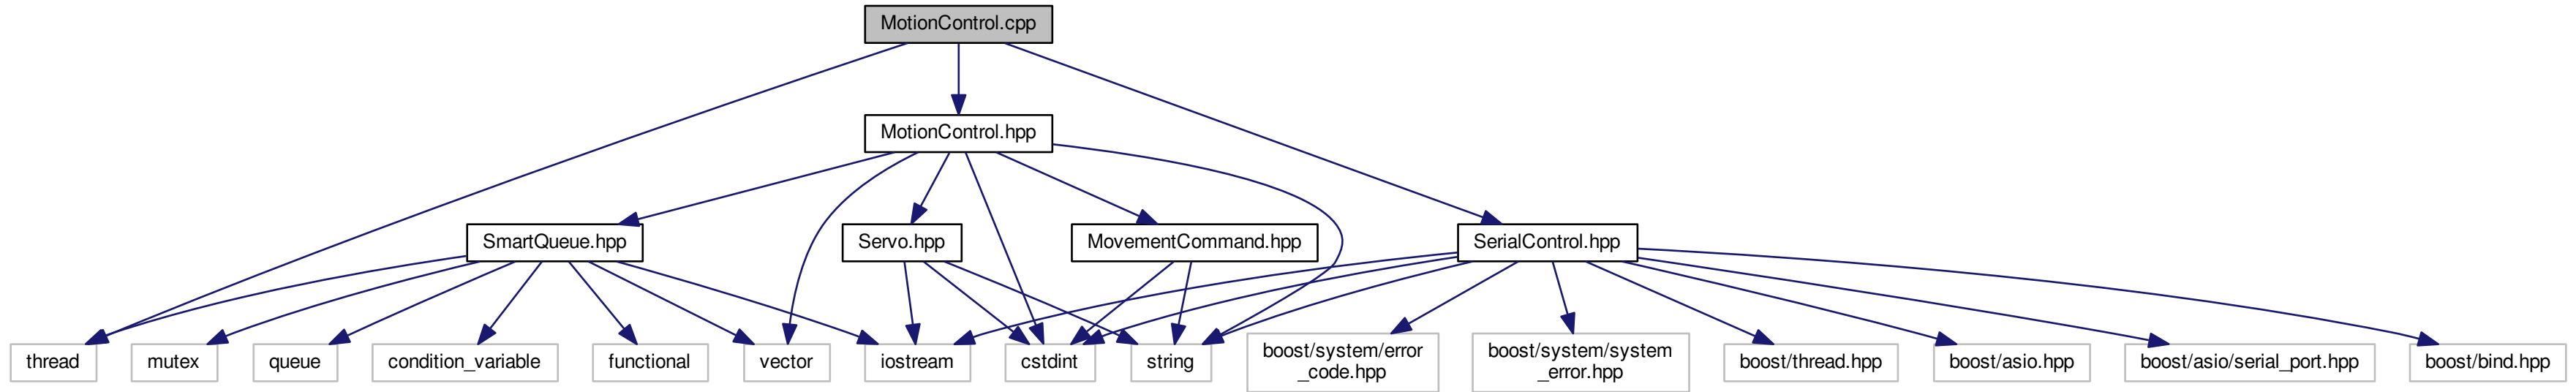 MotionControl.cpp
MotionControl.hpp
SmartQueue.hpp
Servo.hpp
MovementCommand.hpp
SerialControl.hpp
thread
mutex
queue
condition_variable
functional
vector
iostream
cstdint
string
boost/system/error
_code.hpp
boost/system/system
_error.hpp
boost/thread.hpp
boost/asio.hpp
boost/asio/serial_port.hpp
boost/bind.hpp